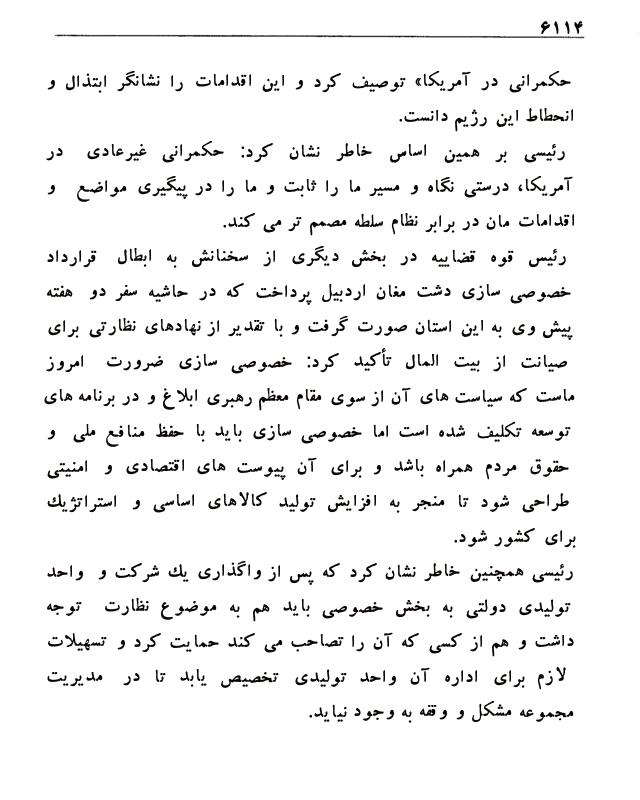 ۶۱۱۴
حکمرانی در آمریکا» توصیف کرد و این اقدامات را نشانگر ابتذال و
انحطاط این رژیم دانست.
رئیسی بر همین اساس خاطر نشان کرد: حکمرانی غیرعادی در
آمریکا، درستی نگاه و مسیر ما را ثابت و ما را در پیگیری مواضع و
اقدامات مان در برابر نظام سلطه مصمم تر می کند.
رئیس قوه قضاییه در بخش دیگری از سخنانش به ابطال قرارداد
خصوصی سازی دشت مغان اردبیل پرداخت که در حاشیه سفر دو هفته
پیش وی به این استان صورت گرفت و با تقدیر از نهادهای نظارتی برای
صیانت از بیت المال تأکید کرد: خصوصی سازی ضرورت امروز
ماست که سیاست های آن از سوی مقام معظم رهبری ابلاغ و در برنامه های
توسعه تکلیف شده است اما خصوصی سازی باید با حفظ منافع ملی و
حقوق مردم همراه باشد و برای آن پیوست های اقتصادی و امنیتی
طراحی شود تا منجر به افزایش تولید کالاهای اساسی و استراتژیك
برای کشور شود.
رئیسی همچنین خاطر نشان کرد که پس از واگذاری یك شرکت و واحد
تولیدی دولتی به بخش خصوصی باید هم به موضوع نظارت توجه
داشت و هم از کسی که آن را تصاحب می کند حمایت کرد و تسهیلات
لازم برای اداره آن واحد تولیدی تخصیص یابد تا در مدیریت
مجموعه مشکل و وقفه به وجود نیاید.